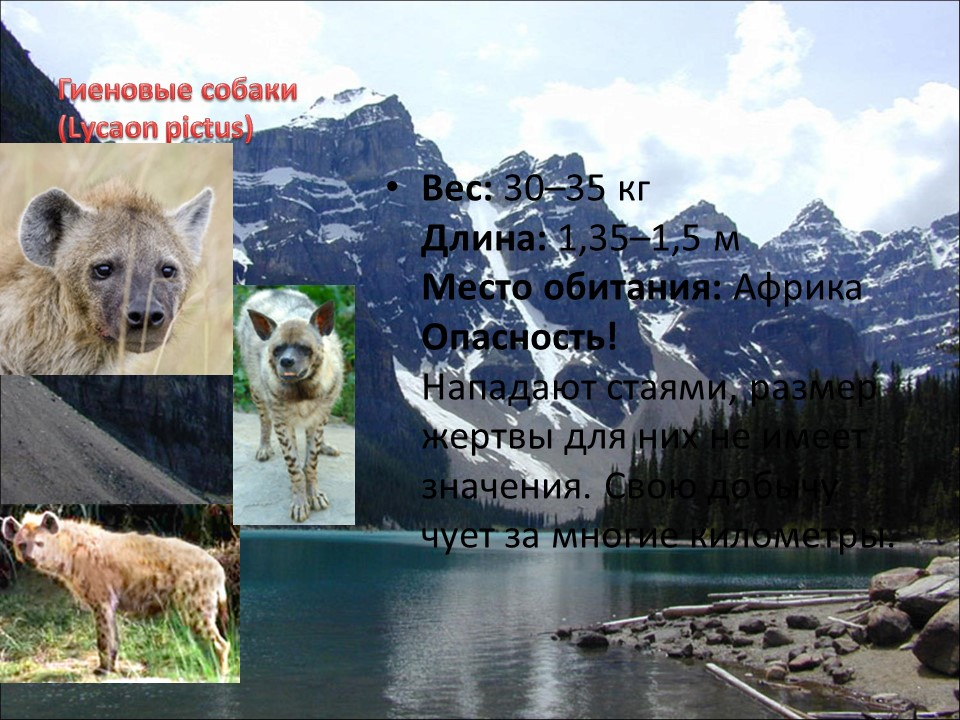 Гиеновые собаки
(Lycaon pictus)
• Вес: 30–35 кг
Длина: 1,35–1,5 м
Место обитания: Африка
Опасность!
Нападают стаями, размер
жертвы для них не имеет
значения. Свою добычу
чует за многие километры.